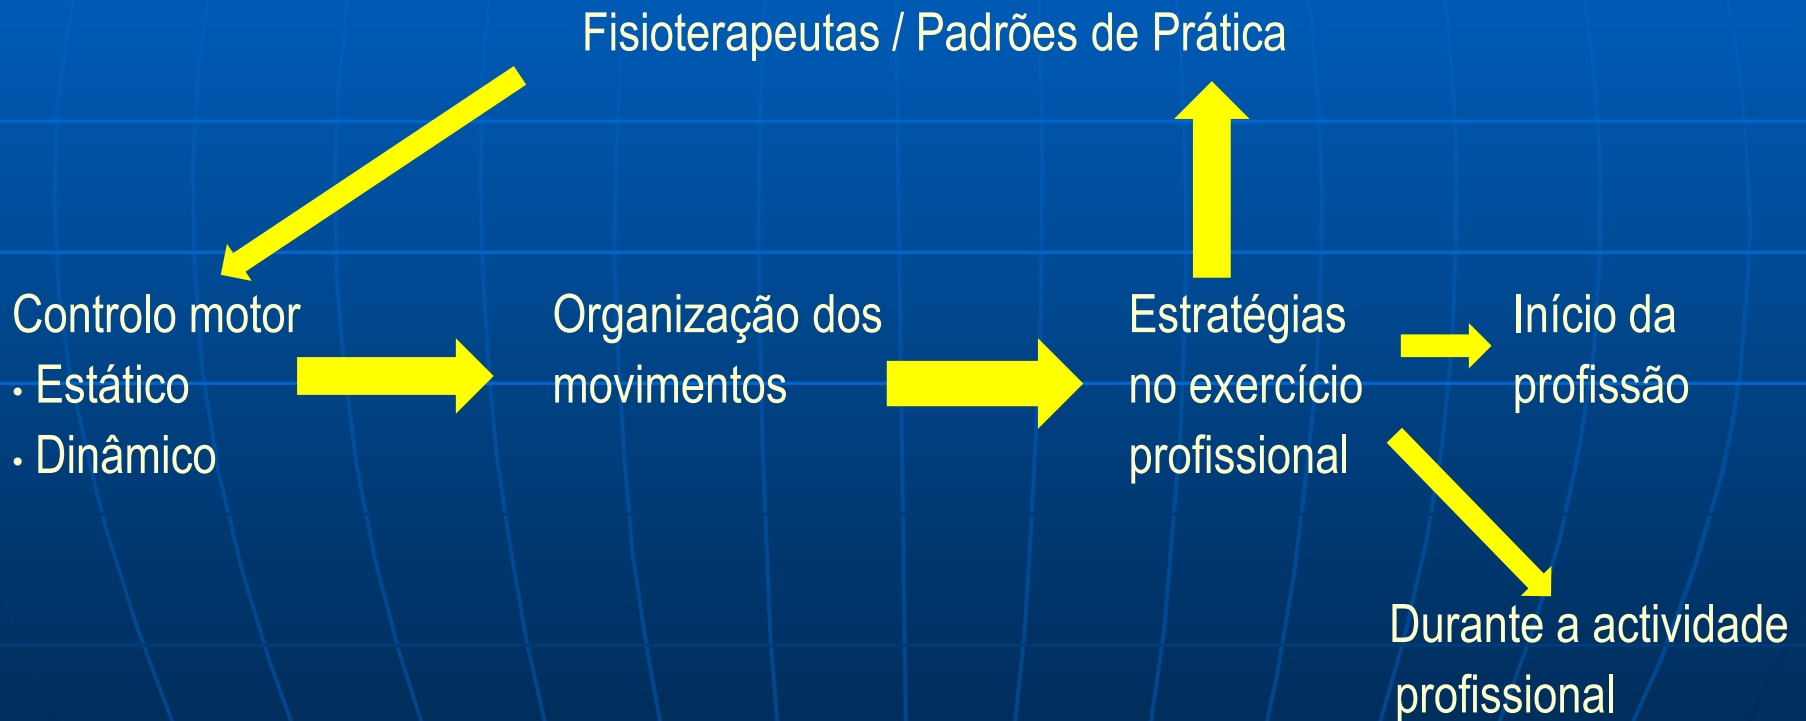 Fisioterapeutas / Padrões de Prática
Controlo motor
• Estático
• Dinâmico
Organização dos
movimentos
Estratégias
no exercício
profissional
Início da
profissão
Durante a actividade
profissional